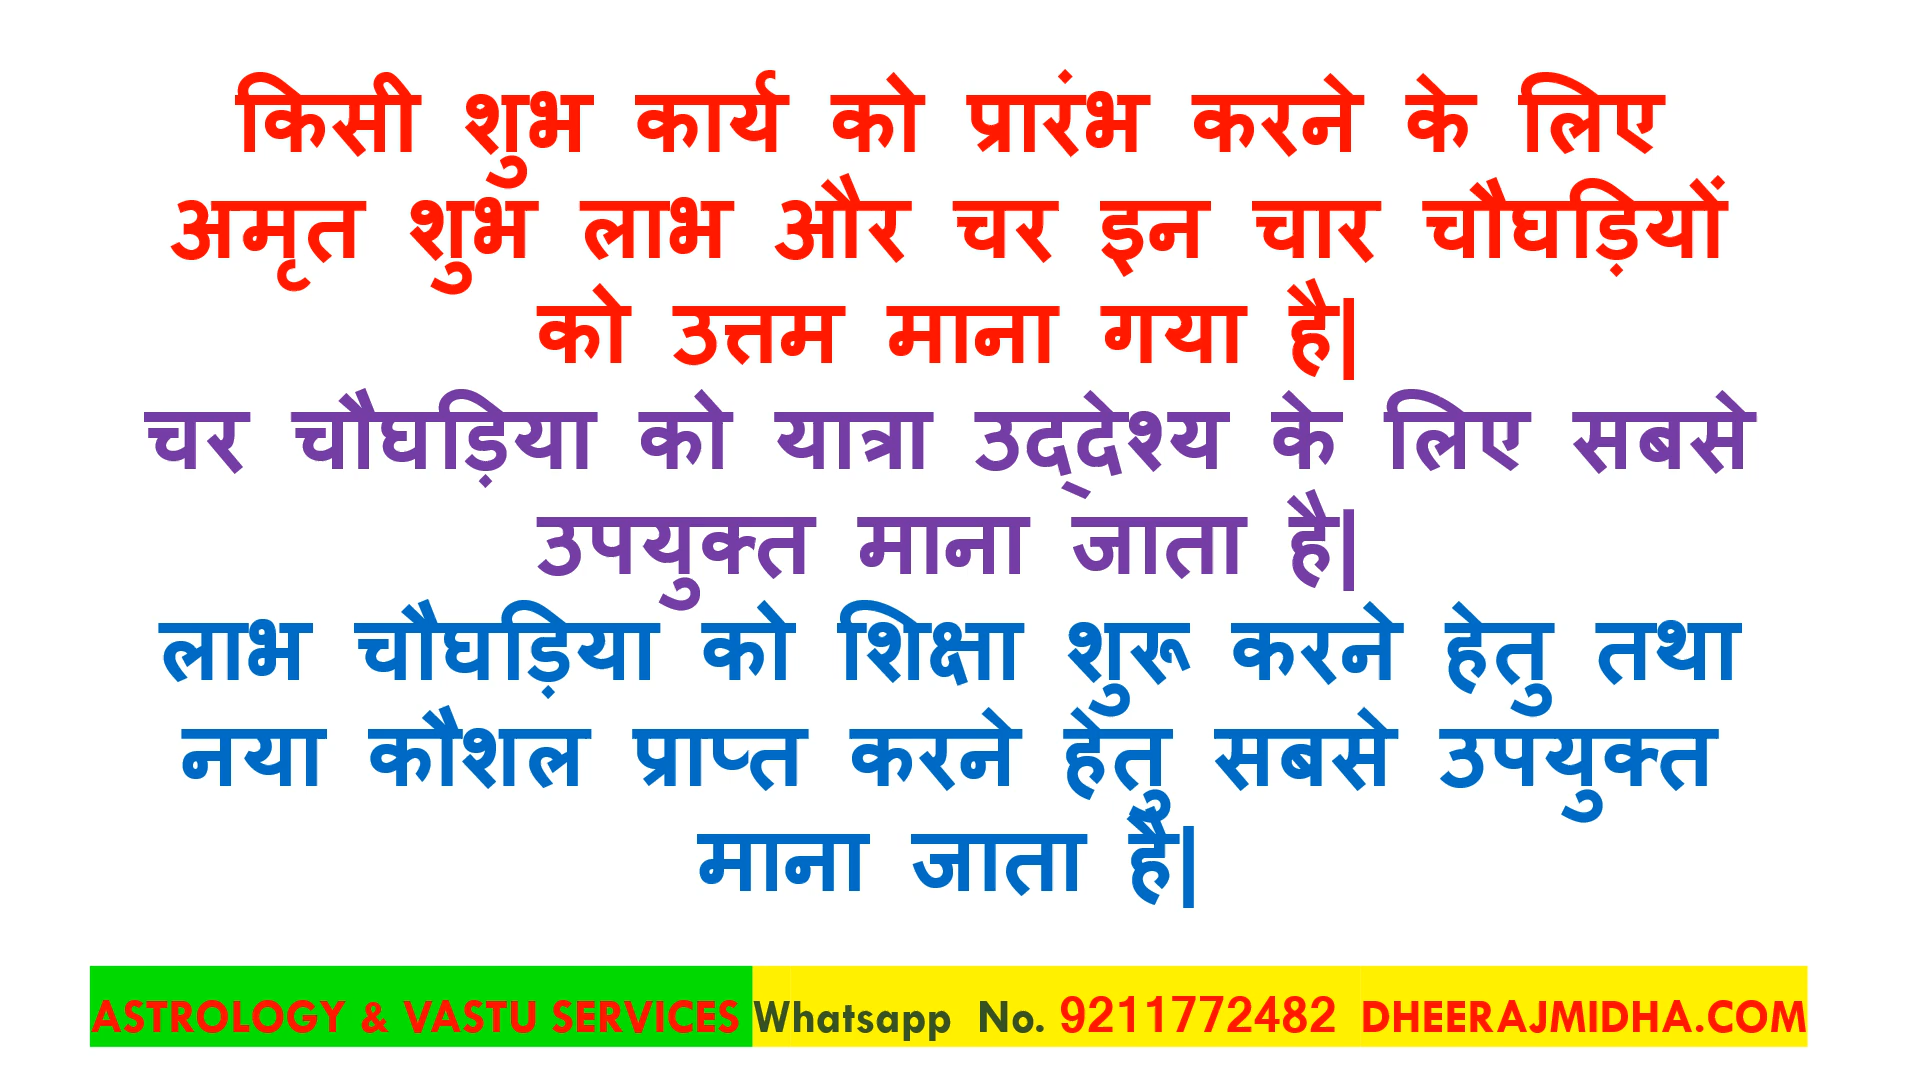 किसी शुभ कार्य को प्रारंभ करने के लिए
अमृत शुभ लाभ और चर इन चार चौघड़ियों
को उत्तम माना गया है|
चर चौघड़िया को यात्रा उद्देश्य के लिए सबसे
उपयुक्त माना जाता है|
लाभ चौघड़िया को शिक्षा शुरू करने हेतु तथा
नया कौशल प्राप्त करने हेतु सबसे उपयुक्त
माना जाता है|
ASTROLOGY & VASTU SERVICES Whatsapp No. 9211772482 DHEERAJMIDHA.COM